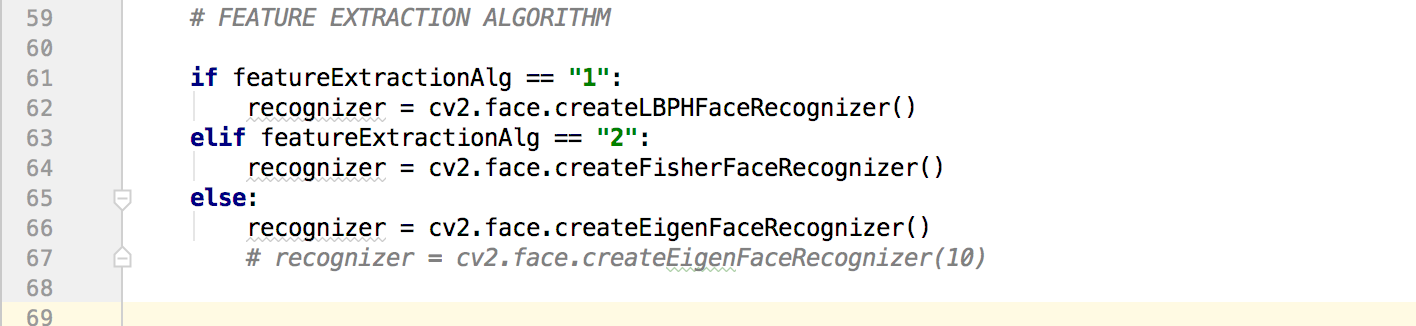 59 # FEATURE EXTRACTION ALGORITHM
60
61 if featureExtractionAlg == "1":
62 recognizer = cv2.face.createLBPHFaceRecognizer()
63 elif featureExtractionAlg == "2":
64 recognizer = cv2.face.createFisherFaceRecognizer()
65 else:
66 recognizer = cv2.face.createEigenFaceRecognizer()
67 # recognizer = cv2.face.createEigenFaceRecognizer(10)
68
69